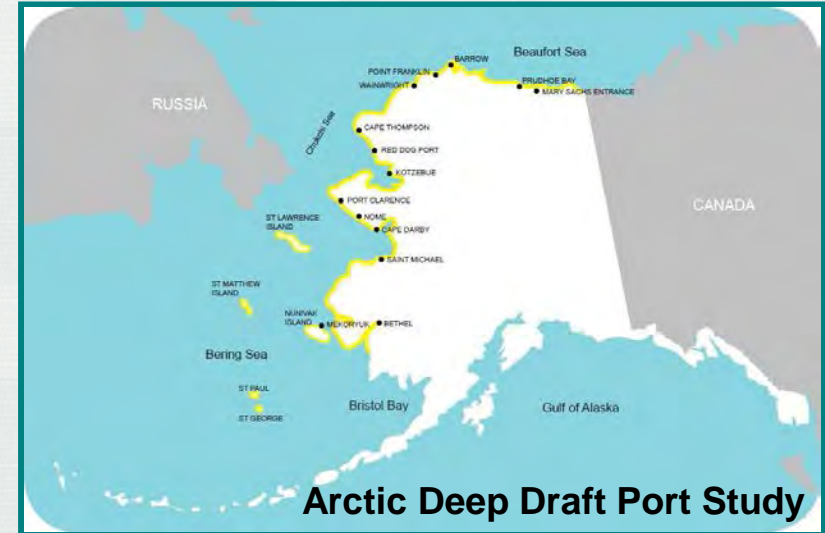 Beaufort Sea
BARROW
POINT FRANKLIN
WAINWRIGHT
PRUDHOE BAY
MARY SACHS ENTRANCE
RUSSIA
Chukchi Sea
CAPE THOMPSON
RED DOG PORT
KOTZEBUE
CANADA
PORT CLARENCE
NOME
ST LAWRENCE
ISLAND
CAPE DARBY
SAINT MICHAEL
ST MATTHEW
ISLAND
NUNIVAK
ISLAND
MEKORYUK
BETHEL
Bering Sea
ST PAUL
ST GEORGE
Bristol Bay
Gulf of Alaska
Arctic Deep Draft Port Study